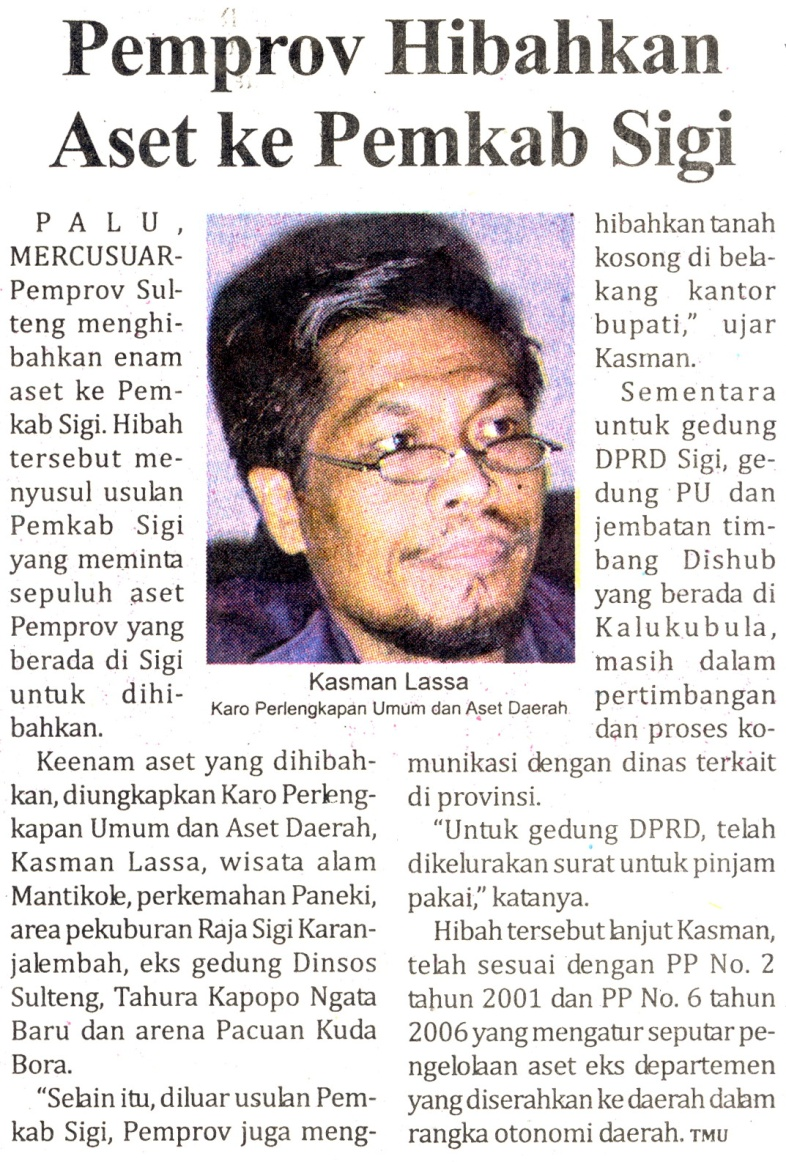 Pemprov Hibahkan
Aset ke Pemkab Sigi
PALU,
MERCUSUAR-
Pemprov Sul-
teng menghi-
bahkan enam
aset ke Pem-
kab Sigi. Hibah
tersebut me-
nyusul usulan
Pemkab Sigi
yang meminta
sepuluh aset
Pemprov yang
berada di Sigi
untuk dihi-
bahkan.
Keenam aset yang dihibah-
kan, diungkapkan Karo Perleng-
kapan Umum dan Aset Daerah,
Kasman Lassa, wisata alam
Mantikole, perkemahan Paneki,
area pekuburan Raja Sigi Karan-
jalembah, eks gedung Dinsos
Sulteng, Tahura Kapopo Ngata
Baru dan arena Pacuan Kuda
Bora.
“Selain itu, diluar usulan Pem-
kab Sigi, Pemprov juga meng-
Kasman Lassa
Karo Perlengkapan Umum dan Aset Daerah
hibahkan tanah
kosong di bela-
kang kantor
bupati,” ujar
Kasman.
Sementara
untuk gedung
DPRD Sigi, ge-
dung PU dan
jembatan tim-
bang Dishub
yang berada di
Kalukubula,
masih dalam
pertimbangan
dan proses ko-
munikasi dengan dinas terkait
di provinsi.
“Untuk gedung DPRD, telah
dikelurakan surat untuk pinjam
pakai,” katanya.
Hibah tersebut lanjut Kasman,
telah sesuai dengan PP No. 2
tahun 2001 dan PP No. 6 tahun
2006 yang mengatur seputar pe-
ngelolaan aset eks departemen
yang diserahkan ke daerah dalam
rangka otonomi daerah. TMU